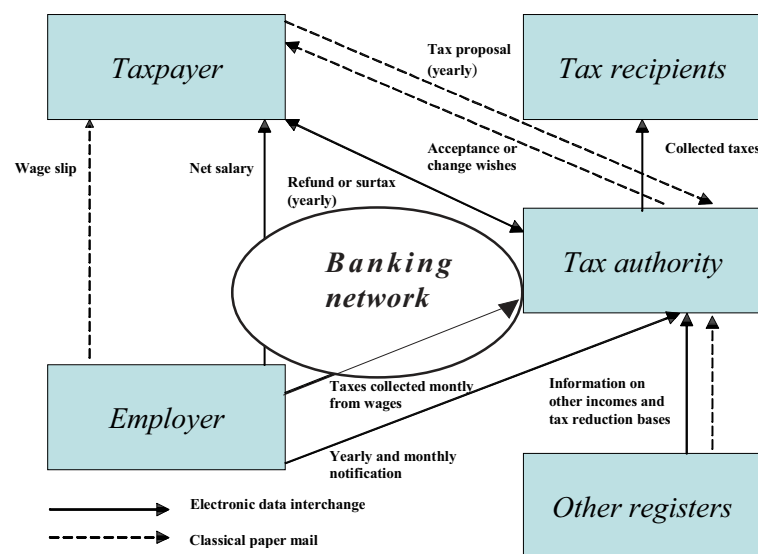 Taxpayer
Tax proposal
(yearly)
Tax recipients
Wage slip
Net salary
Acceptance or
change wishes
Collected taxes
Refund or surtax
(yearly)
Banking
network
Tax authority
Employer
Taxes collected montly
from wages
Information on
other incomes and
tax reduction bases
Yearly and monthly
notification
Other registers
Electronic data interchange
Classical paper mail